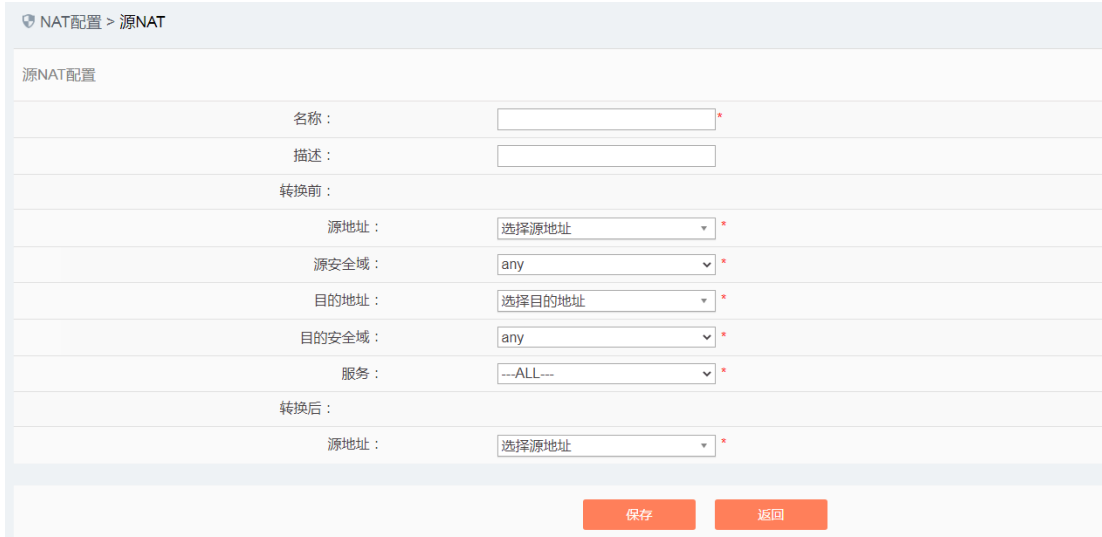 NAT配置 > 源NAT
源NAT配置
名称： *
描述：
转换前：
源地址： 选择源地址 *
源安全域： any *
目的地址： 选择目的地址 *
目的安全域： any *
服务： ---ALL--- *
转换后：
源地址： 选择源地址 *
保存 返回